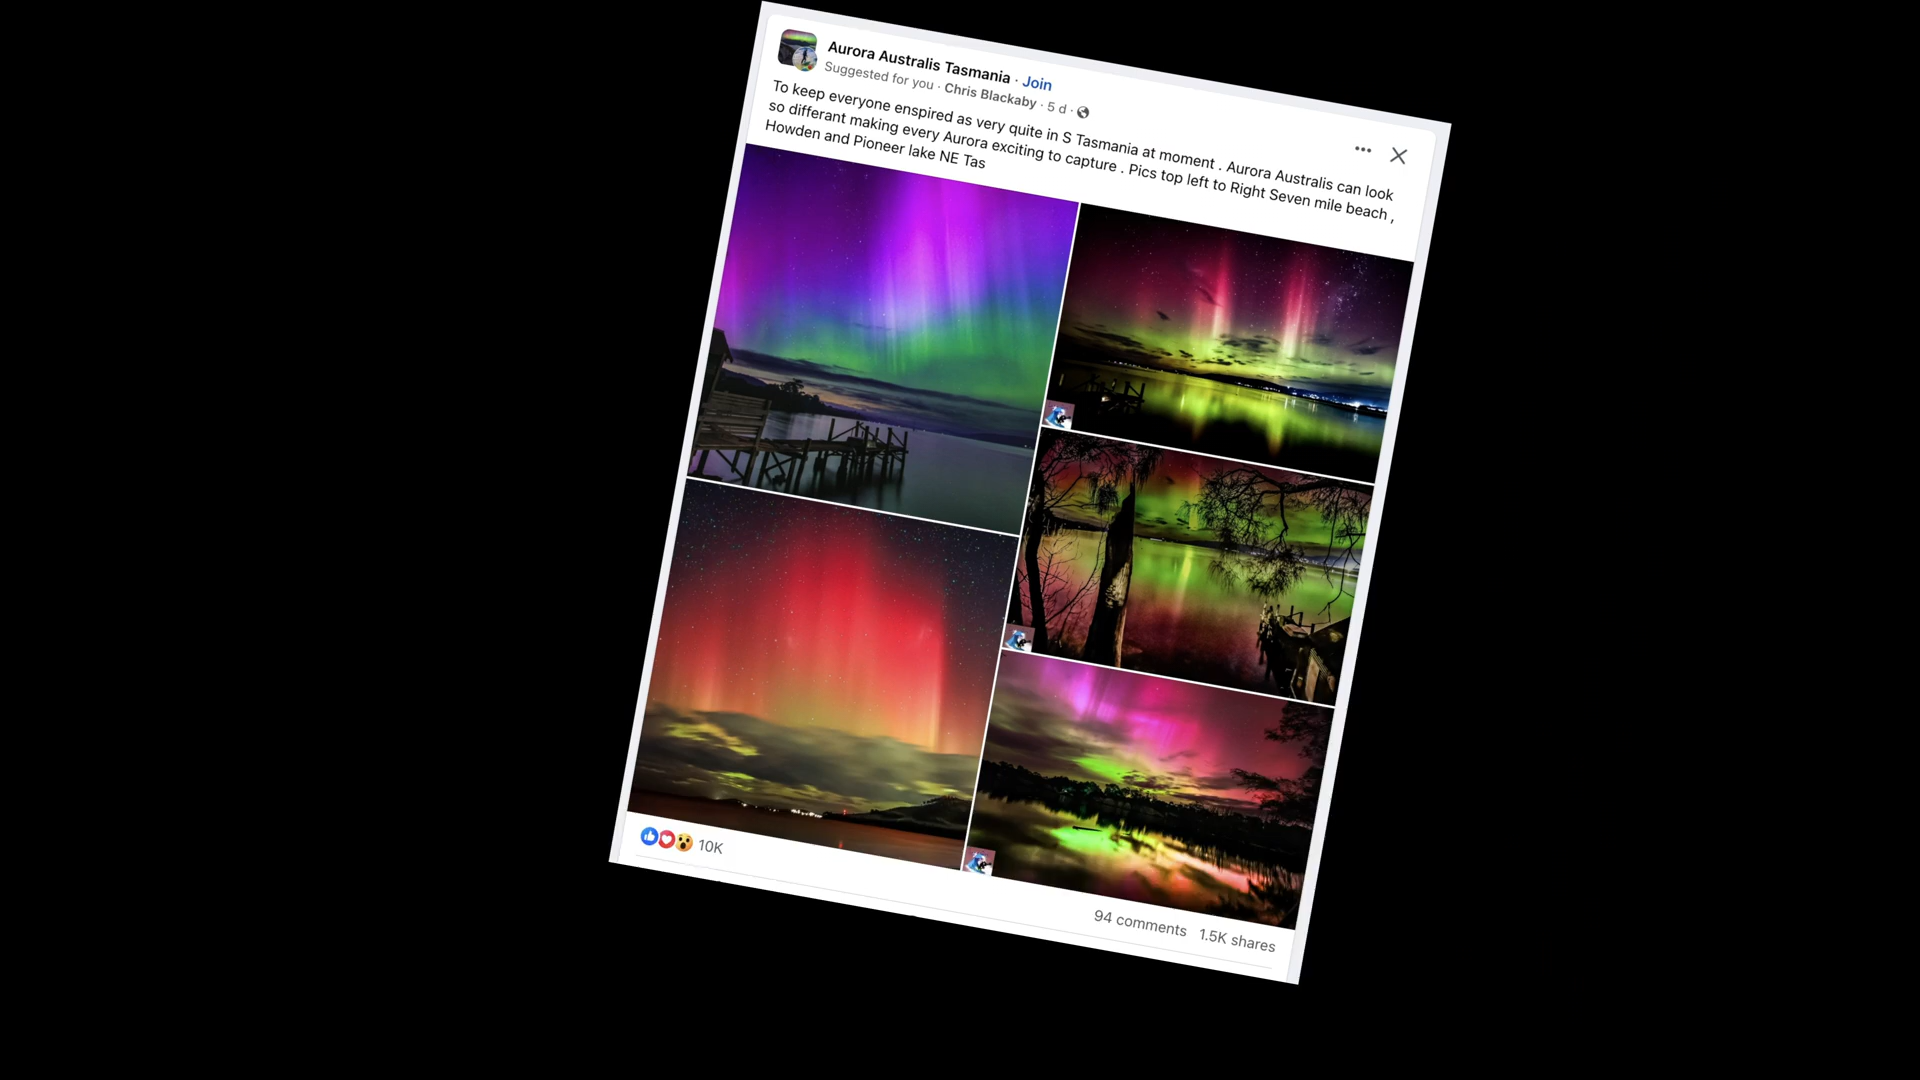 Aurora Australis Tasmania · Join
Suggested for you · Chris Blackaby · 5 d ·
To keep everyone enspired as very quite in S Tasmania at moment . Aurora Australis can look
so differant making every Aurora exciting to capture . Pics top left to Right Seven mile beach ,
Howden and Pioneer lake NE Tas
10K
94 comments 1.5K shares